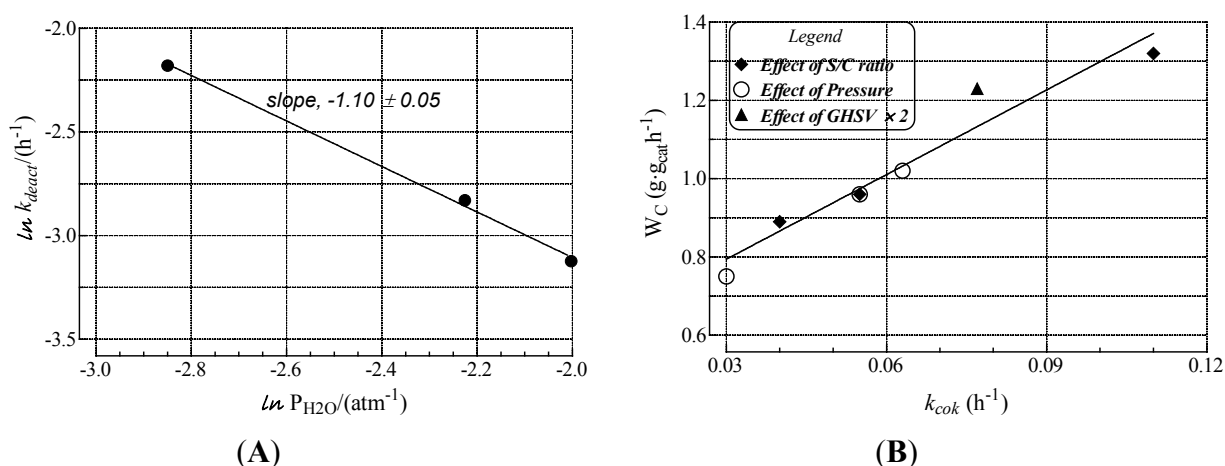 -2.0
-2.5
-3.0
-3.5
ln k_deact/(h⁻¹)
slope, -1.10 ± 0.05
-3.0 -2.8 -2.6 -2.4 -2.2 -2.0
ln P_H2O/(atm⁻¹)
(A)
1.4
1.2
1.0
0.8
0.6
W_C (g·g_cat h⁻¹)
Legend
Effect of S/C ratio
Effect of Pressure
Effect of GHSV × 2
0.03 0.06 0.09 0.12
k_cok (h⁻¹)
(B)